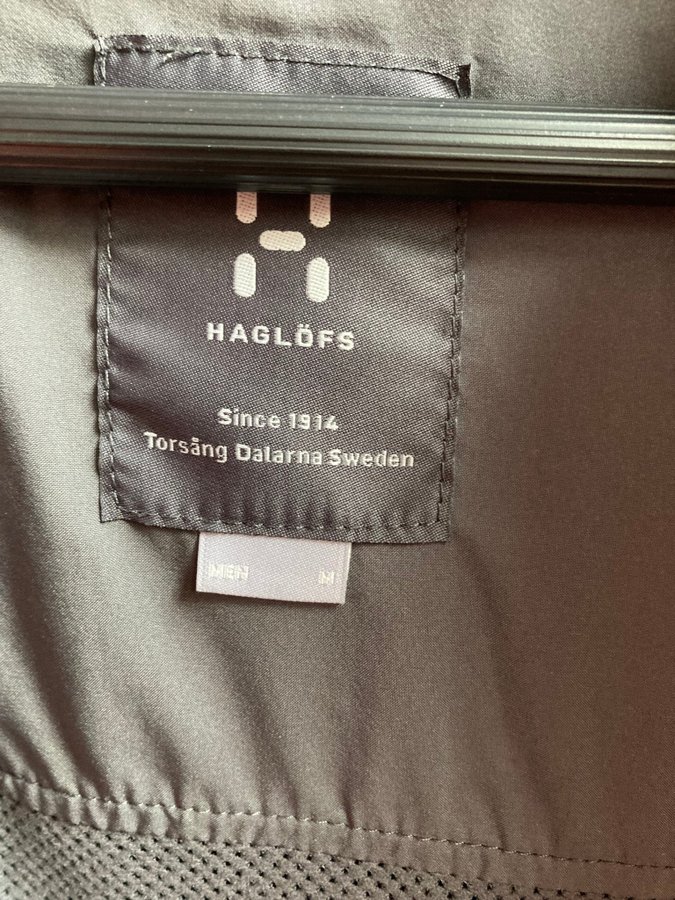 HAGLÖFS
Since 1914
Torsång Dalarna Sweden
MEN M